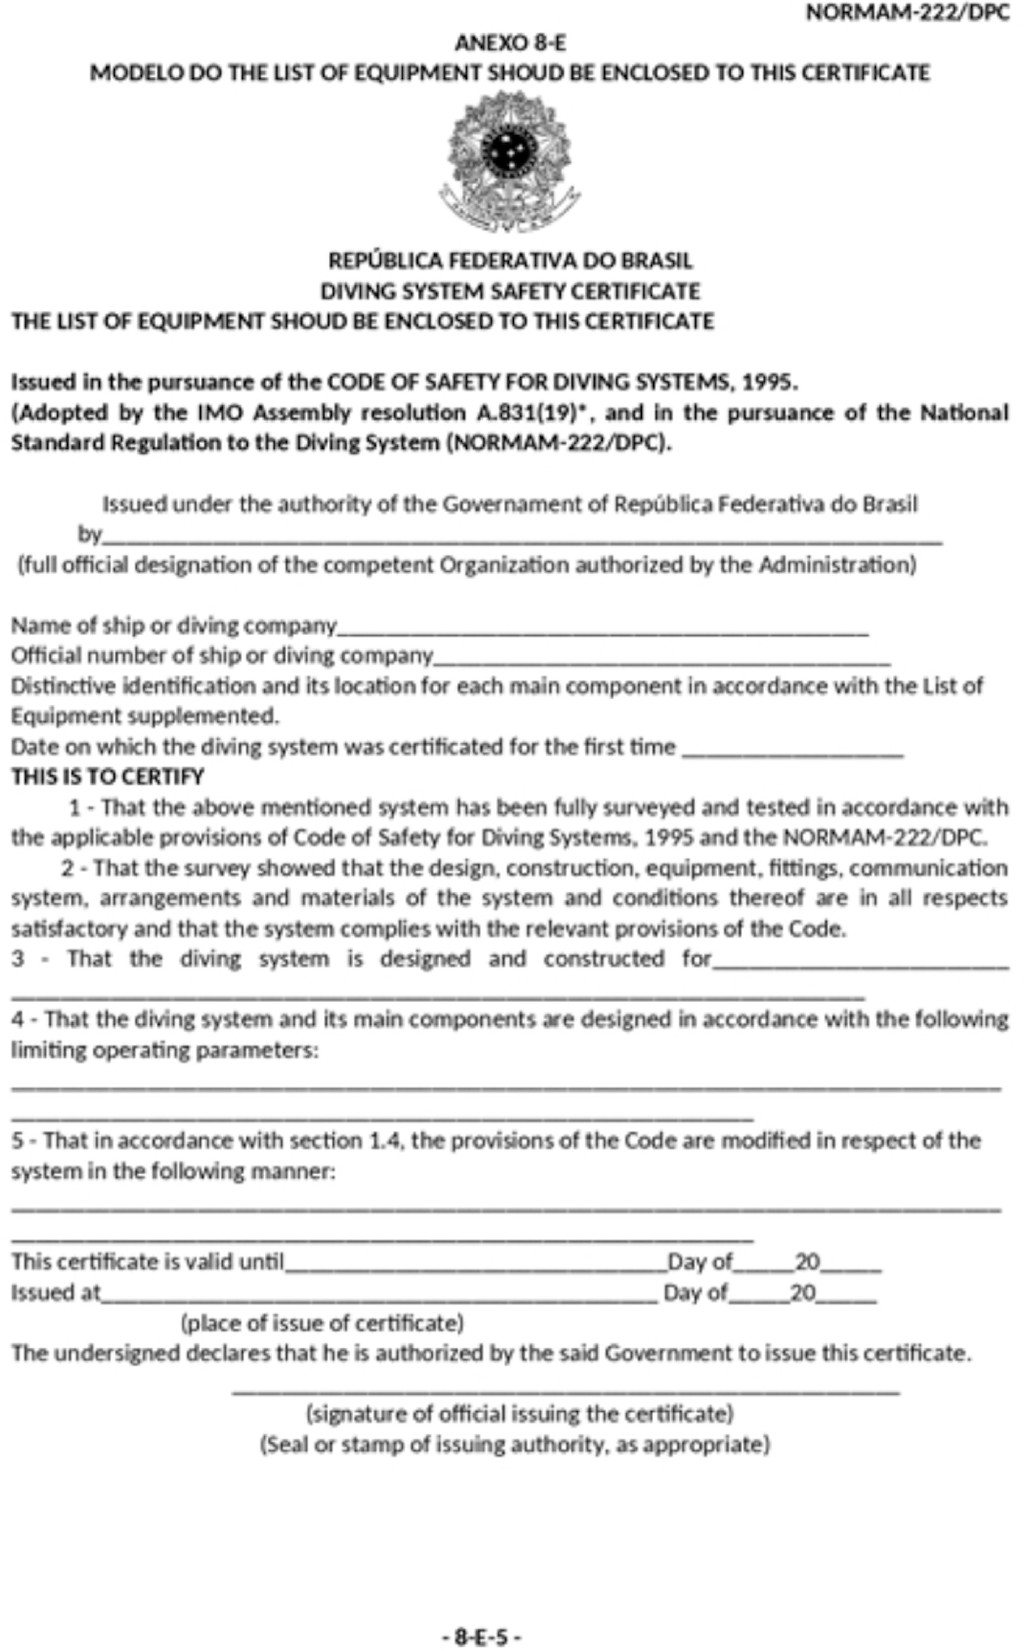 NORMAM-222/DPC
ANEXO 8-E
MODELO DO THE LIST OF EQUIPMENT SHOUD BE ENCLOSED TO THIS CERTIFICATE
REPÚBLICA FEDERATIVA DO BRASIL
DIVING SYSTEM SAFETY CERTIFICATE
THE LIST OF EQUIPMENT SHOUD BE ENCLOSED TO THIS CERTIFICATE
Issued in the pursuance of the CODE OF SAFETY FOR DIVING SYSTEMS, 1995.
(Adopted by the IMO Assembly resolution A.831(19)*, and in the pursuance of the National
Standard Regulation to the Diving System (NORMAM-222/DPC).
Issued under the authority of the Governament of República Federativa do Brasil
by____________________________________________________________________
(full official designation of the competent Organization authorized by the Administration)
Name of ship or diving company___________________________________________
Official number of ship or diving company_____________________________________
Distinctive identification and its location for each main component in accordance with the List of
Equipment supplemented.
Date on which the diving system was certificated for the first time __________________
THIS IS TO CERTIFY
1 - That the above mentioned system has been fully surveyed and tested in accordance with
the applicable provisions of Code of Safety for Diving Systems, 1995 and the NORMAM-222/DPC.
2 - That the survey showed that the design, construction, equipment, fittings, communication
system, arrangements and materials of the system and conditions thereof are in all respects
satisfactory and that the system complies with the relevant provisions of the Code.
3 - That the diving system is designed and constructed for________________________
_____________________________________________________________________
4 - That the diving system and its main components are designed in accordance with the following
limiting operating parameters:
________________________________________________________________________________
____________________________________________________________
5 - That in accordance with section 1.4, the provisions of the Code are modified in respect of the
system in the following manner:
________________________________________________________________________________
____________________________________________________________
This certificate is valid until_______________________________Day of_____20_____
Issued at_____________________________________________ Day of_____20_____
(place of issue of certificate)
The undersigned declares that he is authorized by the said Government to issue this certificate.
______________________________________________________
(signature of official issuing the certificate)
(Seal or stamp of issuing authority, as appropriate)
- 8-E-5 -